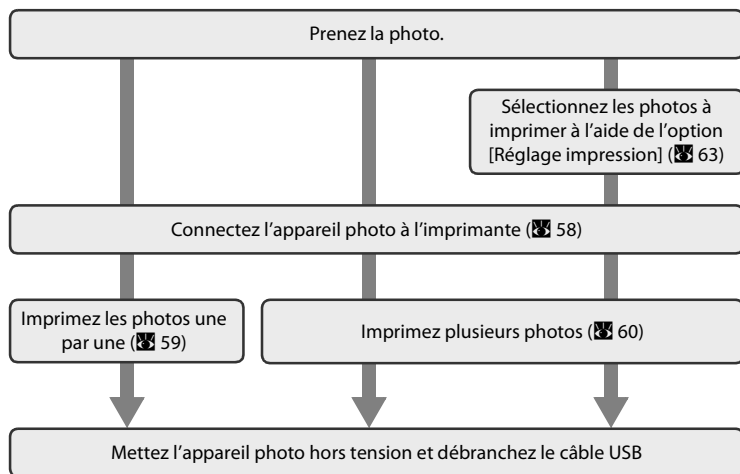 Prenez la photo.
Sélectionnez les photos à
imprimer à l’aide de l’option
[Réglage impression] ( 63)
Connectez l’appareil photo à l’imprimante ( 58)
Imprimez les photos une
par une ( 59)
Imprimez plusieurs photos ( 60)
Mettez l’appareil photo hors tension et débranchez le câble USB